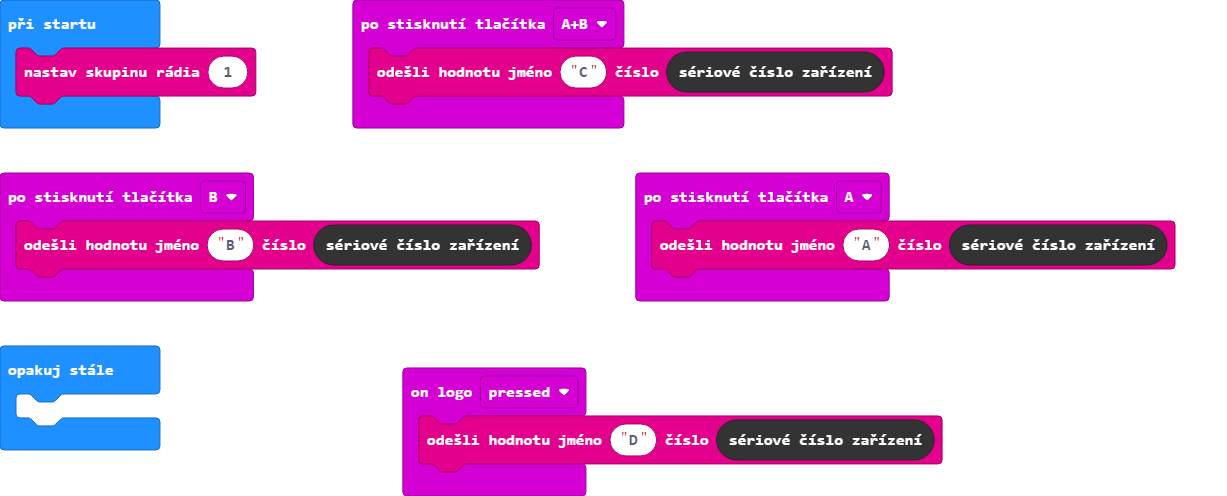 při startu
nastav skupinu rádia 1
po stisknutí tlačítka A+B
odešli hodnotu jméno "C" číslo sériové číslo zařízení
po stisknutí tlačítka B
odešli hodnotu jméno "B" číslo sériové číslo zařízení
po stisknutí tlačítka A
odešli hodnotu jméno "A" číslo sériové číslo zařízení
opakuj stále
on logo pressed
odešli hodnotu jméno "D" číslo sériové číslo zařízení